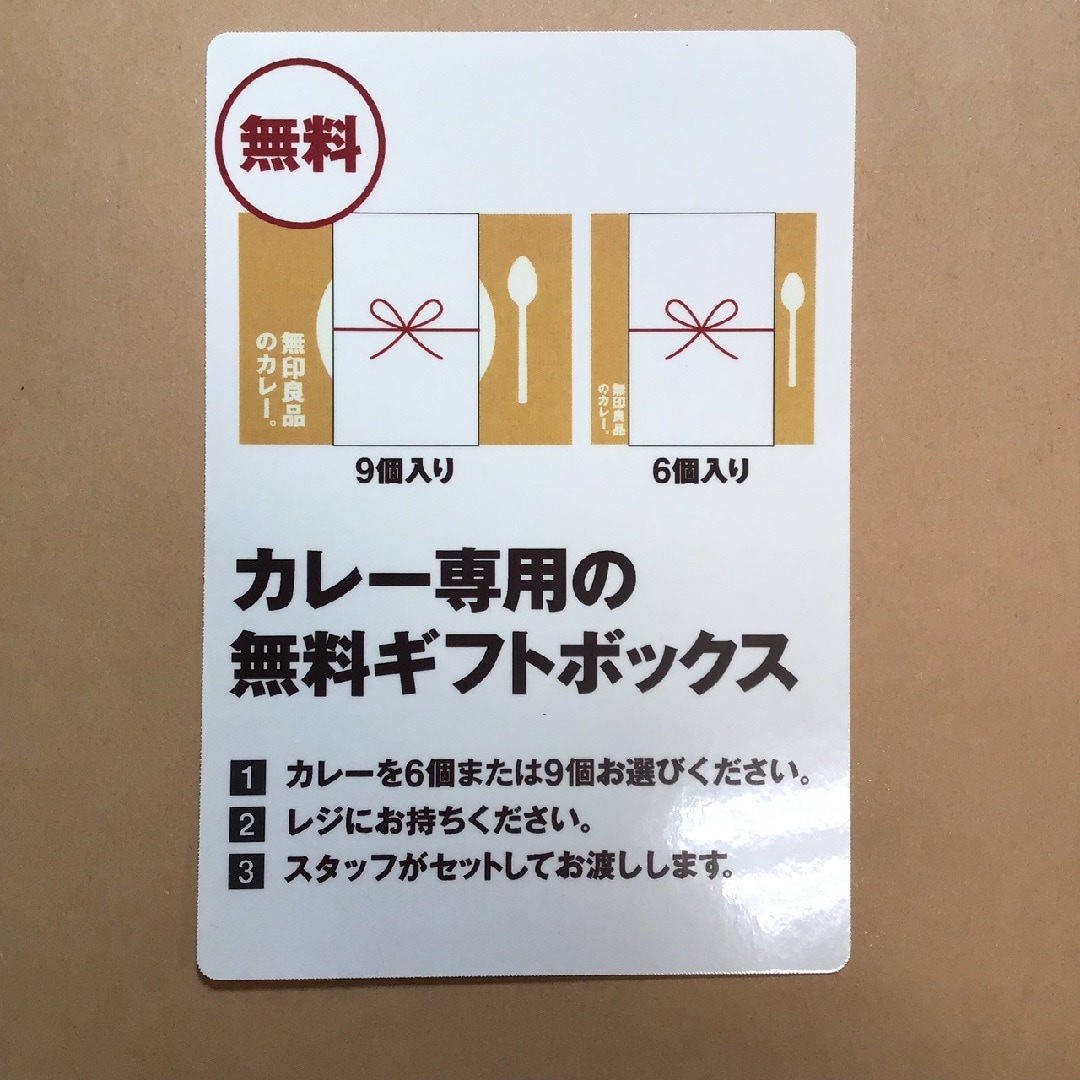 無料
無印良品
のカレー。
無印良品
のカレー。
9個入り
6個入り
カレー専用の
無料ギフトボックス
1 カレーを6個または9個お選びください。
2 レジにお持ちください。
3 スタッフがセットしてお渡しします。